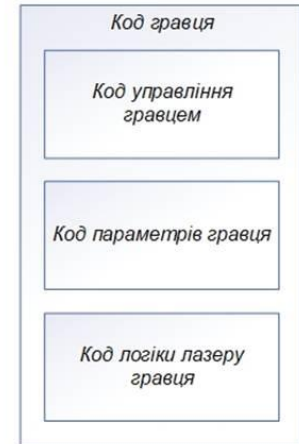 Код гравця
Код управління
гравцем
Код параметрів гравця
Код логіки лазеру
гравця